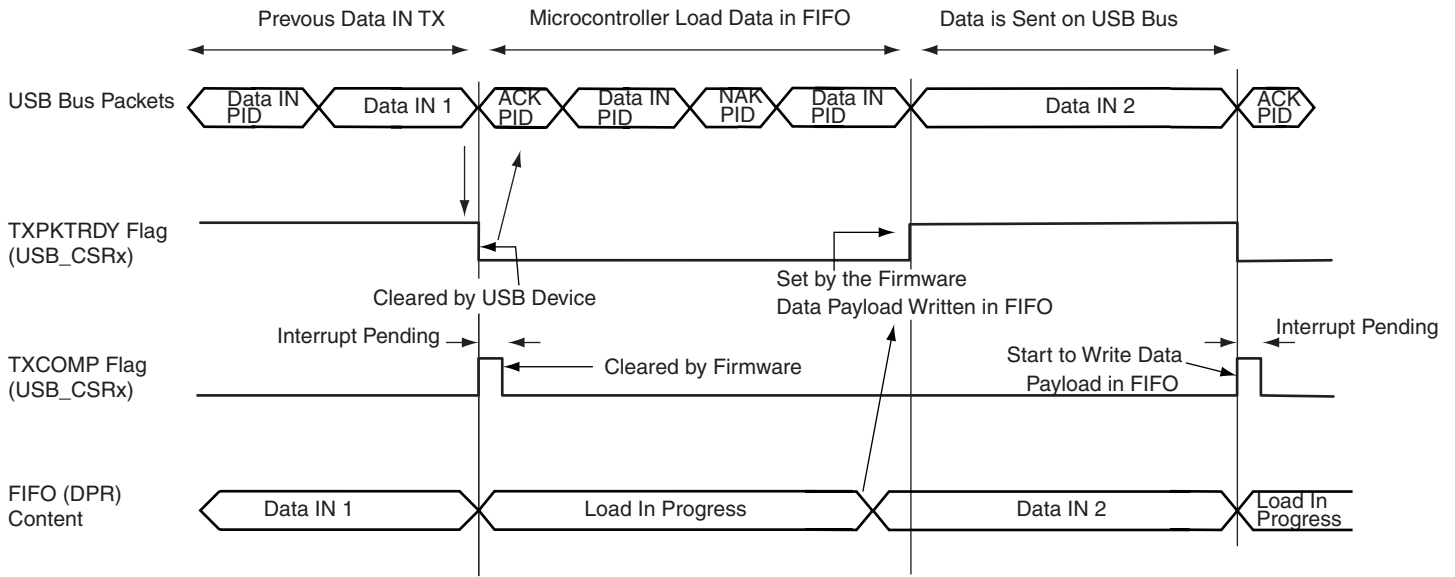 Prevous Data IN TX
Microcontroller Load Data in FIFO
Data is Sent on USB Bus
USB Bus Packets
Data IN
PID
Data IN 1
ACK
PID
Data IN
PID
NAK
PID
Data IN
PID
Data IN 2
ACK
PID
TXPKTRDY Flag
(USB_CSRx)
Cleared by USB Device
Set by the Firmware
Data Payload Written in FIFO
Interrupt Pending
Interrupt Pending
TXCOMP Flag
(USB_CSRx)
Cleared by Firmware
Start to Write Data
Payload in FIFO
FIFO (DPR)
Content
Data IN 1
Load In Progress
Data IN 2
Load In
Progress